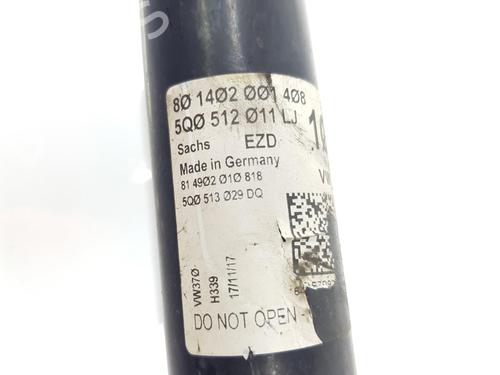 8Ø 14Ø2 ØØ1 4Ø8
5QØ 512 Ø11 LJ
Sachs EZD
Made in Germany
81 49Ø2 Ø1Ø 818
5QØ 513 Ø29 DQ
VW37Ø
H339
17/11/17
DO NOT OPEN